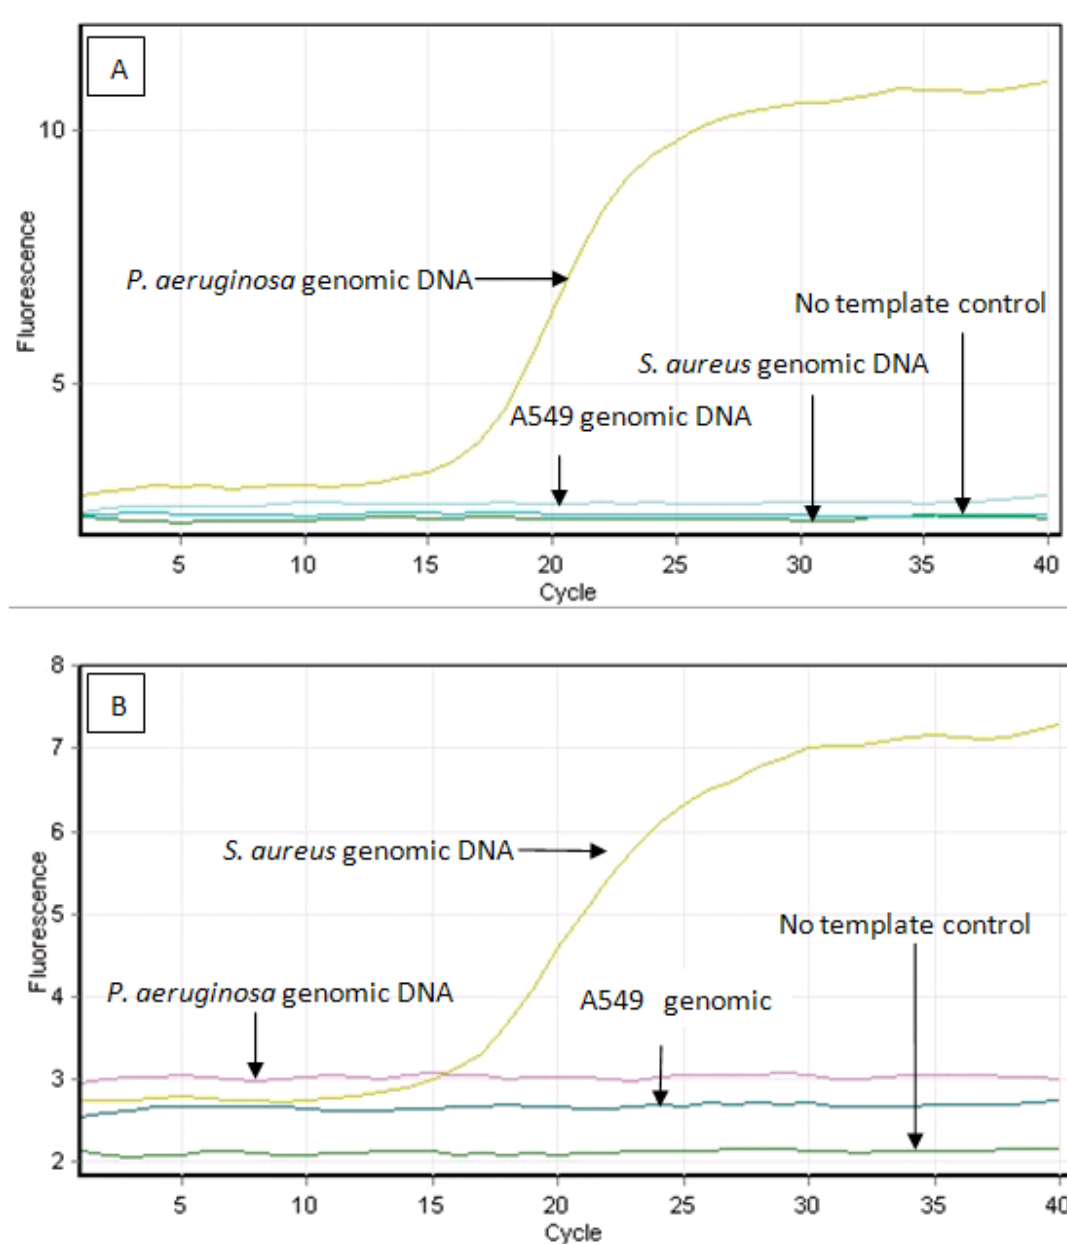 A
10
5
Fluorescence
P. aeruginosa genomic DNA
No template control
S. aureus genomic DNA
A549 genomic DNA
5 10 15 20 25 30 35 40
Cycle
B
8
7
6
5
4
3
2
Fluorescence
S. aureus genomic DNA
No template control
P. aeruginosa genomic DNA
A549 genomic
5 10 15 20 25 30 35 40
Cycle